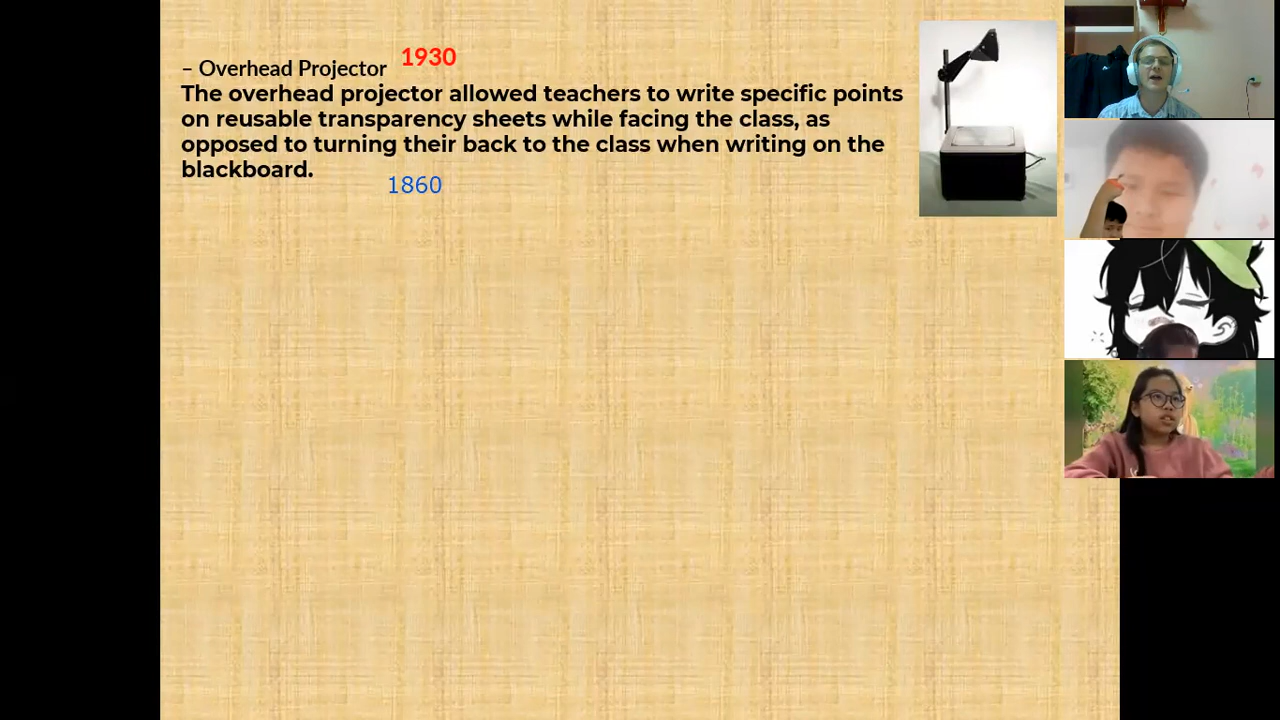 – Overhead Projector 1930
The overhead projector allowed teachers to write specific points
on reusable transparency sheets while facing the class, as
opposed to turning their back to the class when writing on the
blackboard.
1860